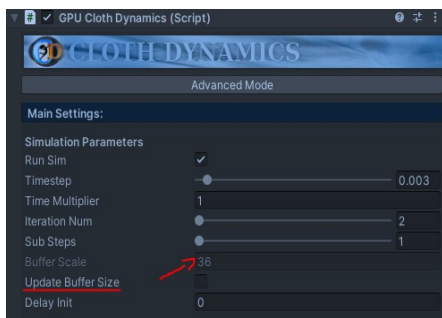 GPU Cloth Dynamics (Script)
CLOTH DYNAMICS
Advanced Mode
Main Settings:
Simulation Parameters
Run Sim
Timestep 0.003
Time Multiplier 1
Iteration Num 2
Sub Steps 1
Buffer Scale 36
Update Buffer Size
Delay Init 0